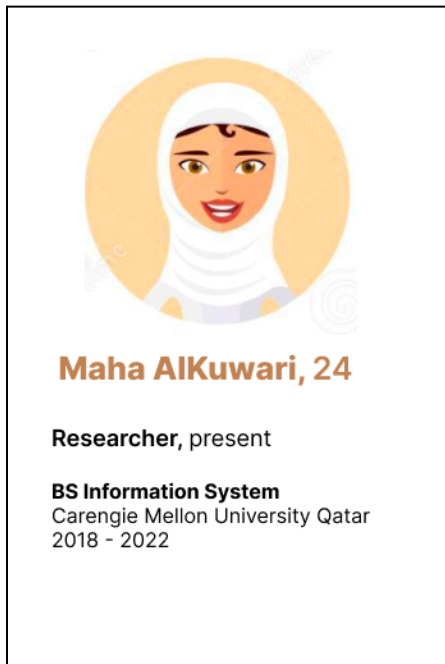 Maha AlKuwari, 24
Researcher, present
BS Information System
Carengie Mellon University Qatar
2018 - 2022